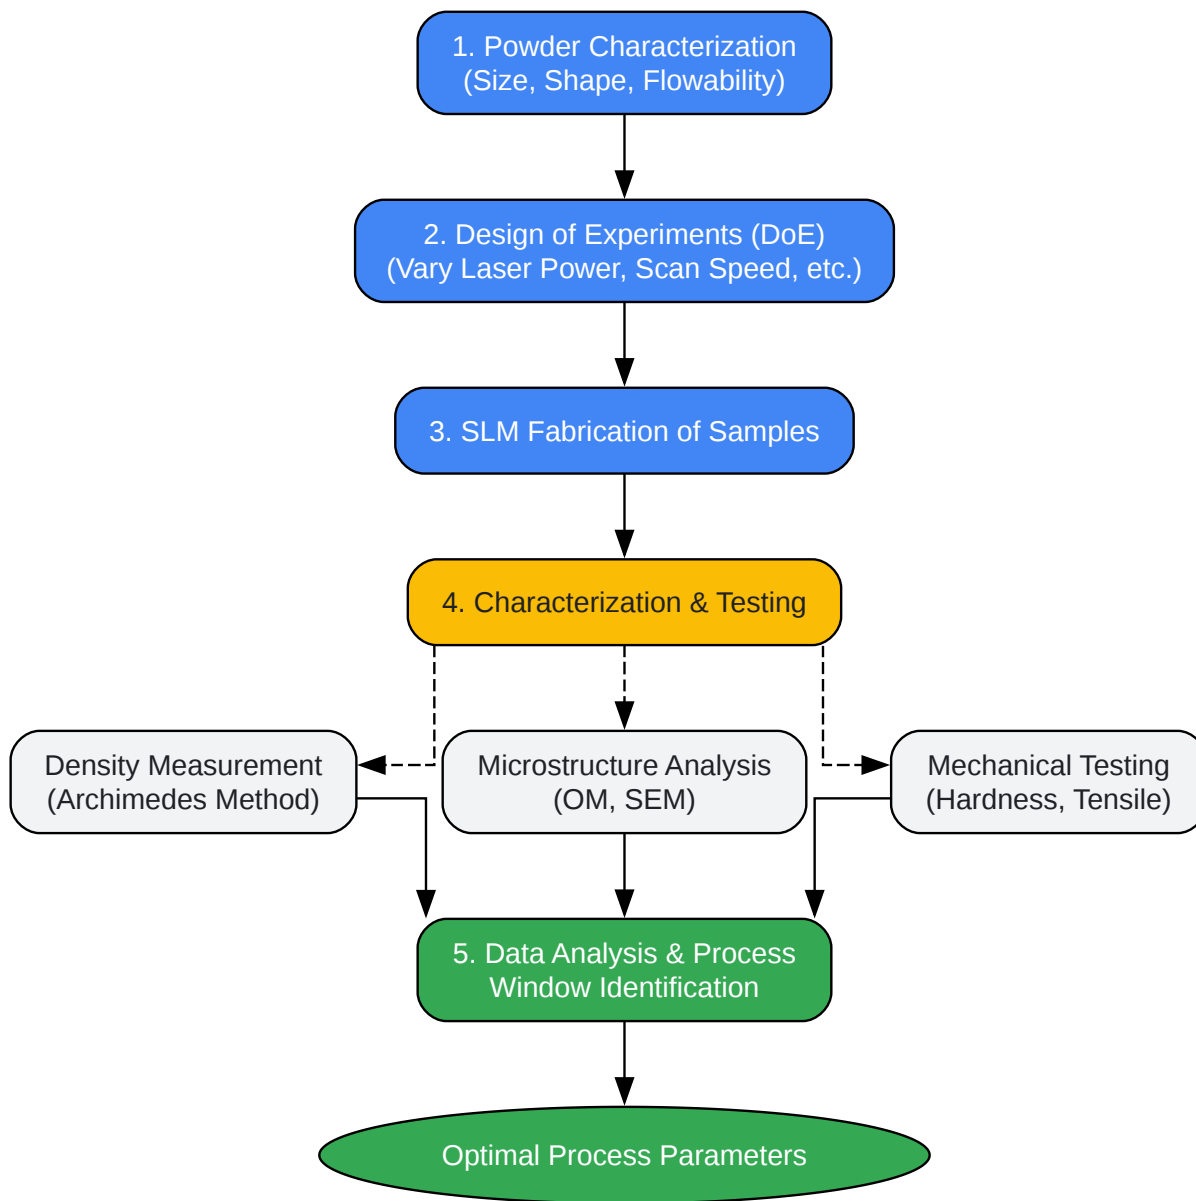 1. Powder Characterization
(Size, Shape, Flowability)
2. Design of Experiments (DoE)
(Vary Laser Power, Scan Speed, etc.)
3. SLM Fabrication of Samples
4. Characterization & Testing
Density Measurement
(Archimedes Method)
Microstructure Analysis
(OM, SEM)
Mechanical Testing
(Hardness, Tensile)
5. Data Analysis & Process
Window Identification
Optimal Process Parameters